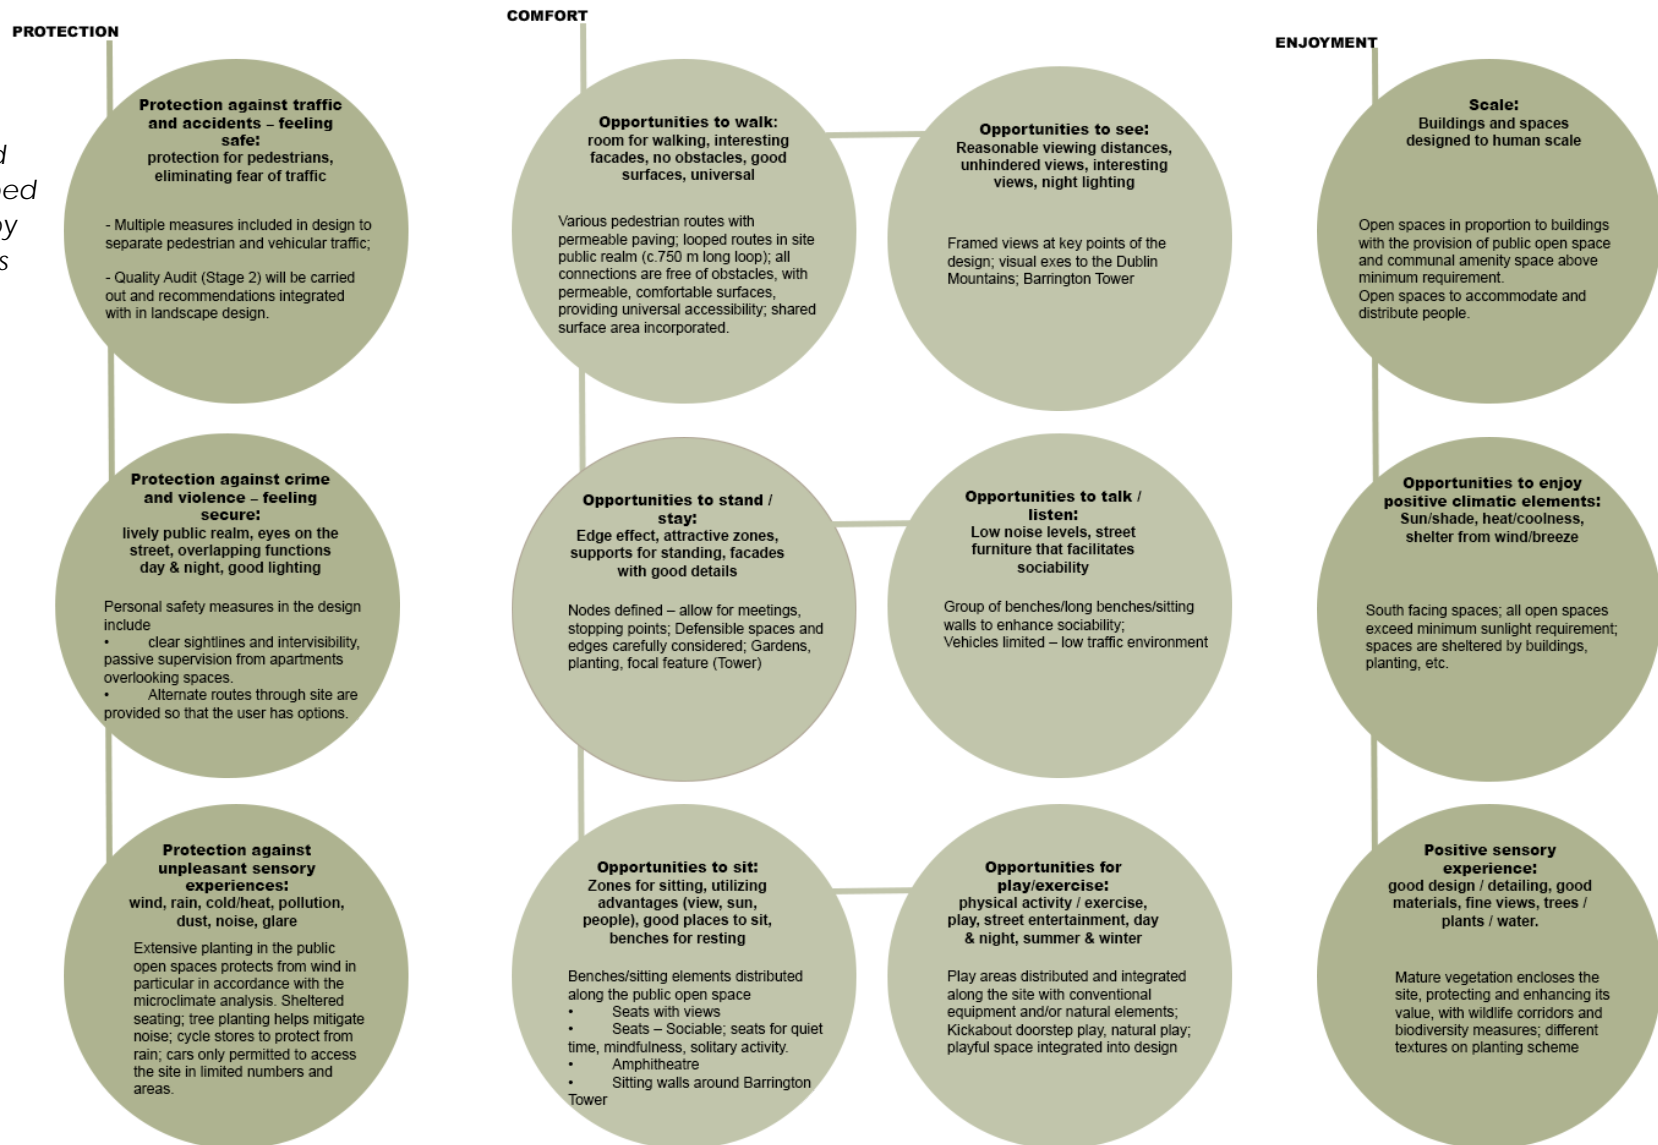 PROTECTION
d
ped
by
s
Protection against traffic
and accidents – feeling
safe:
protection for pedestrians,
eliminating fear of traffic
- Multiple measures included in design to
separate pedestrian and vehicular traffic;
- Quality Audit (Stage 2) will be carried
out and recommendations integrated
with in landscape design.
Protection against crime
and violence – feeling
secure:
lively public realm, eyes on the
street, overlapping functions
day & night, good lighting
Personal safety measures in the design
include
• clear sightlines and intervisibility,
passive supervision from apartments
overlooking spaces.
• Alternate routes through site are
provided so that the user has options.
Protection against
unpleasant sensory
experiences:
wind, rain, cold/heat, pollution,
dust, noise, glare
Extensive planting in the public
open spaces protects from wind in
particular in accordance with the
microclimate analysis. Sheltered
seating; tree planting helps mitigate
noise; cycle stores to protect from
rain; cars only permitted to access
the site in limited numbers and
areas.
COMFORT
Opportunities to walk:
room for walking, interesting
facades, no obstacles, good
surfaces, universal
Various pedestrian routes with
permeable paving; looped routes in site
public realm (c.750 m long loop); all
connections are free of obstacles, with
permeable, comfortable surfaces,
providing universal accessibility; shared
surface area incorporated.
Opportunities to see:
Reasonable viewing distances,
unhindered views, interesting
views, night lighting
Framed views at key points of the
design; visual exes to the Dublin
Mountains; Barrington Tower
Opportunities to stand /
stay:
Edge effect, attractive zones,
supports for standing, facades
with good details
Nodes defined – allow for meetings,
stopping points; Defensible spaces and
edges carefully considered; Gardens,
planting, focal feature (Tower)
Opportunities to talk /
listen:
Low noise levels, street
furniture that facilitates
sociability
Group of benches/long benches/sitting
walls to enhance sociability;
Vehicles limited – low traffic environment
Opportunities to sit:
Zones for sitting, utilizing
advantages (view, sun,
people), good places to sit,
benches for resting
Benches/sitting elements distributed
along the public open space
• Seats with views
• Seats – Sociable; seats for quiet
time, mindfulness, solitary activity.
• Amphitheatre
• Sitting walls around Barrington
Tower
Opportunities for
play/exercise:
physical activity / exercise,
play, street entertainment, day
& night, summer & winter
Play areas distributed and integrated
along the site with conventional
equipment and/or natural elements;
Kickabout doorstep play, natural play;
playful space integrated into design
ENJOYMENT
Scale:
Buildings and spaces
designed to human scale
Open spaces in proportion to buildings
with the provision of public open space
and communal amenity space above
minimum requirement.
Open spaces to accommodate and
distribute people.
Opportunities to enjoy
positive climatic elements:
Sun/shade, heat/coolness,
shelter from wind/breeze
South facing spaces; all open spaces
exceed minimum sunlight requirement;
spaces are sheltered by buildings,
planting, etc.
Positive sensory
experience:
good design / detailing, good
materials, fine views, trees /
plants / water.
Mature vegetation encloses the
site, protecting and enhancing its
value, with wildlife corridors and
biodiversity measures; different
textures on planting scheme